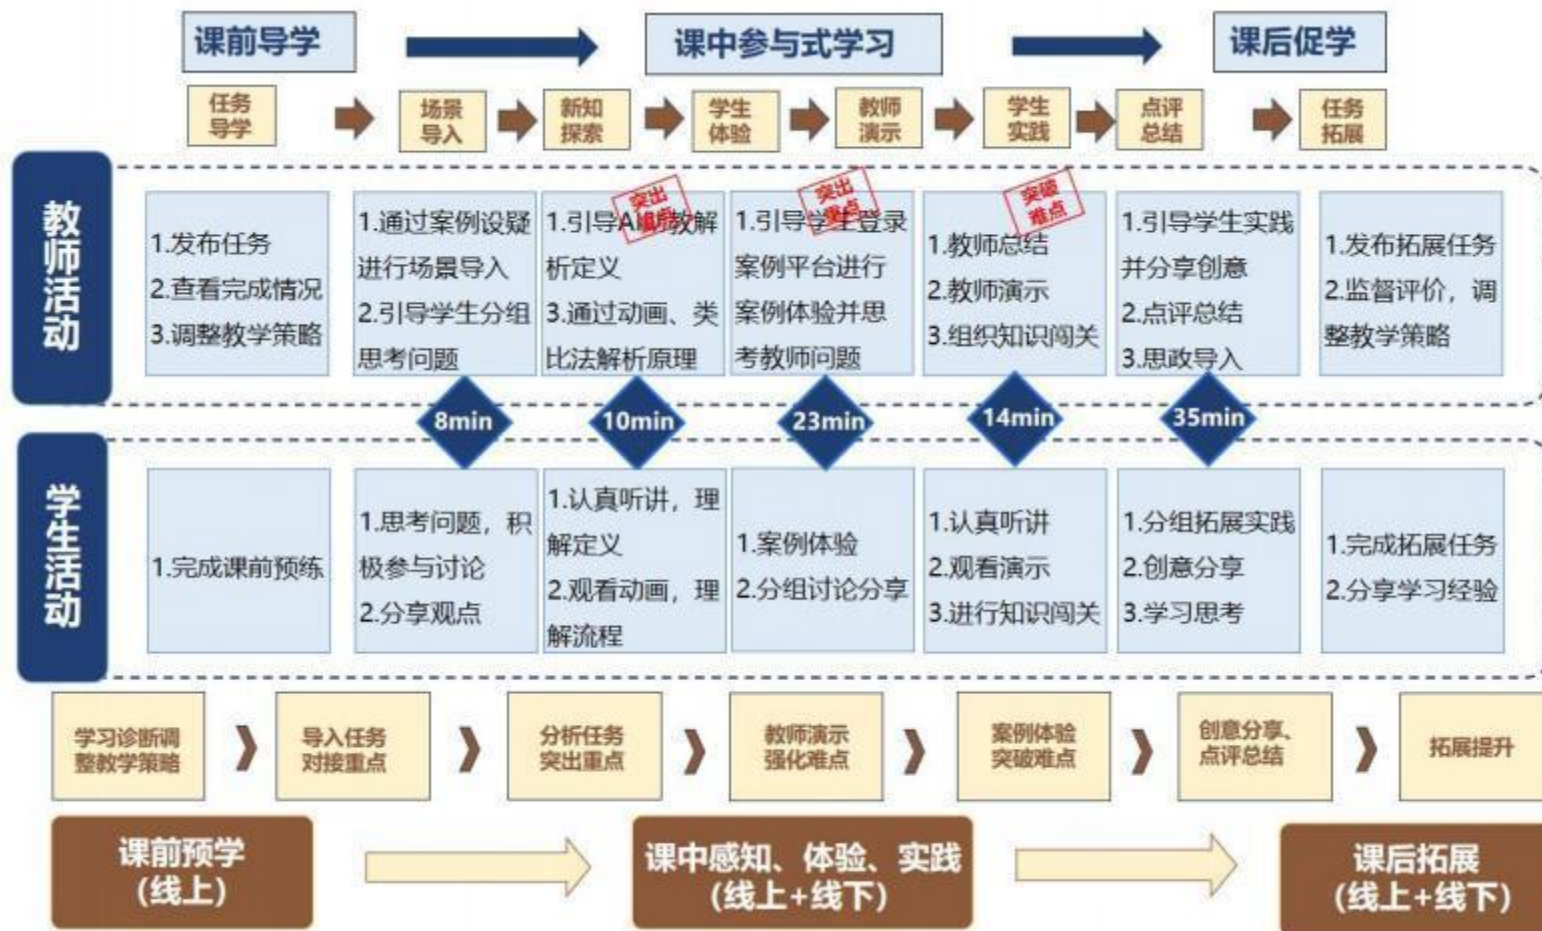 课前导学
课中参与式学习
课后促学
任务
导学
场景
导入
新知
探索
学生
体验
教师
演示
学生
实践
点评
总结
任务
拓展
教师活动
1.发布任务
2.查看完成情况
3.调整教学策略
1.通过案例设疑
进行场景导入
2.引导学生分组
思考问题
突出
重点
1.引导AI助教解
析定义
3.通过动画、类
比法解析原理
突出
重点
1.引导学生登录
案例平台进行
案例体验并思
考教师问题
突破
难点
1.教师总结
2.教师演示
3.组织知识闯关
1.引导学生实践
并分享创意
2.点评总结
3.思政导入
1.发布拓展任务
2.监督评价，调
整教学策略
8min
10min
23min
14min
35min
学生活动
1.完成课前预练
1.思考问题，积
极参与讨论
2.分享观点
1.认真听讲，理
解定义
2.观看动画，理
解流程
1.案例体验
2.分组讨论分享
1.认真听讲
2.观看演示
3.进行知识闯关
1.分组拓展实践
2.创意分享
3.学习思考
1.完成拓展任务
2.分享学习经验
学习诊断调
整教学策略
导入任务
对接重点
分析任务
突出重点
教师演示
强化难点
案例体验
突破难点
创意分享、
点评总结
拓展提升
课前预学
(线上)
课中感知、体验、实践
(线上+线下)
课后拓展
(线上+线下)